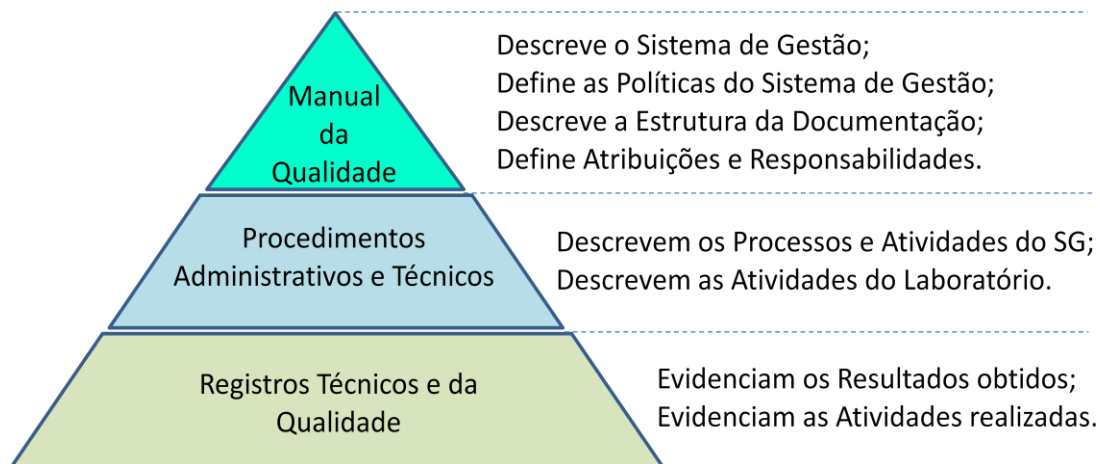 Manual
da
Qualidade
Descreve o Sistema de Gestão;
Define as Políticas do Sistema de Gestão;
Descreve a Estrutura da Documentação;
Define Atribuições e Responsabilidades.
Procedimentos
Administrativos e Técnicos
Descrevem os Processos e Atividades do SG;
Descrevem as Atividades do Laboratório.
Registros Técnicos e da
Qualidade
Evidenciam os Resultados obtidos;
Evidenciam as Atividades realizadas.